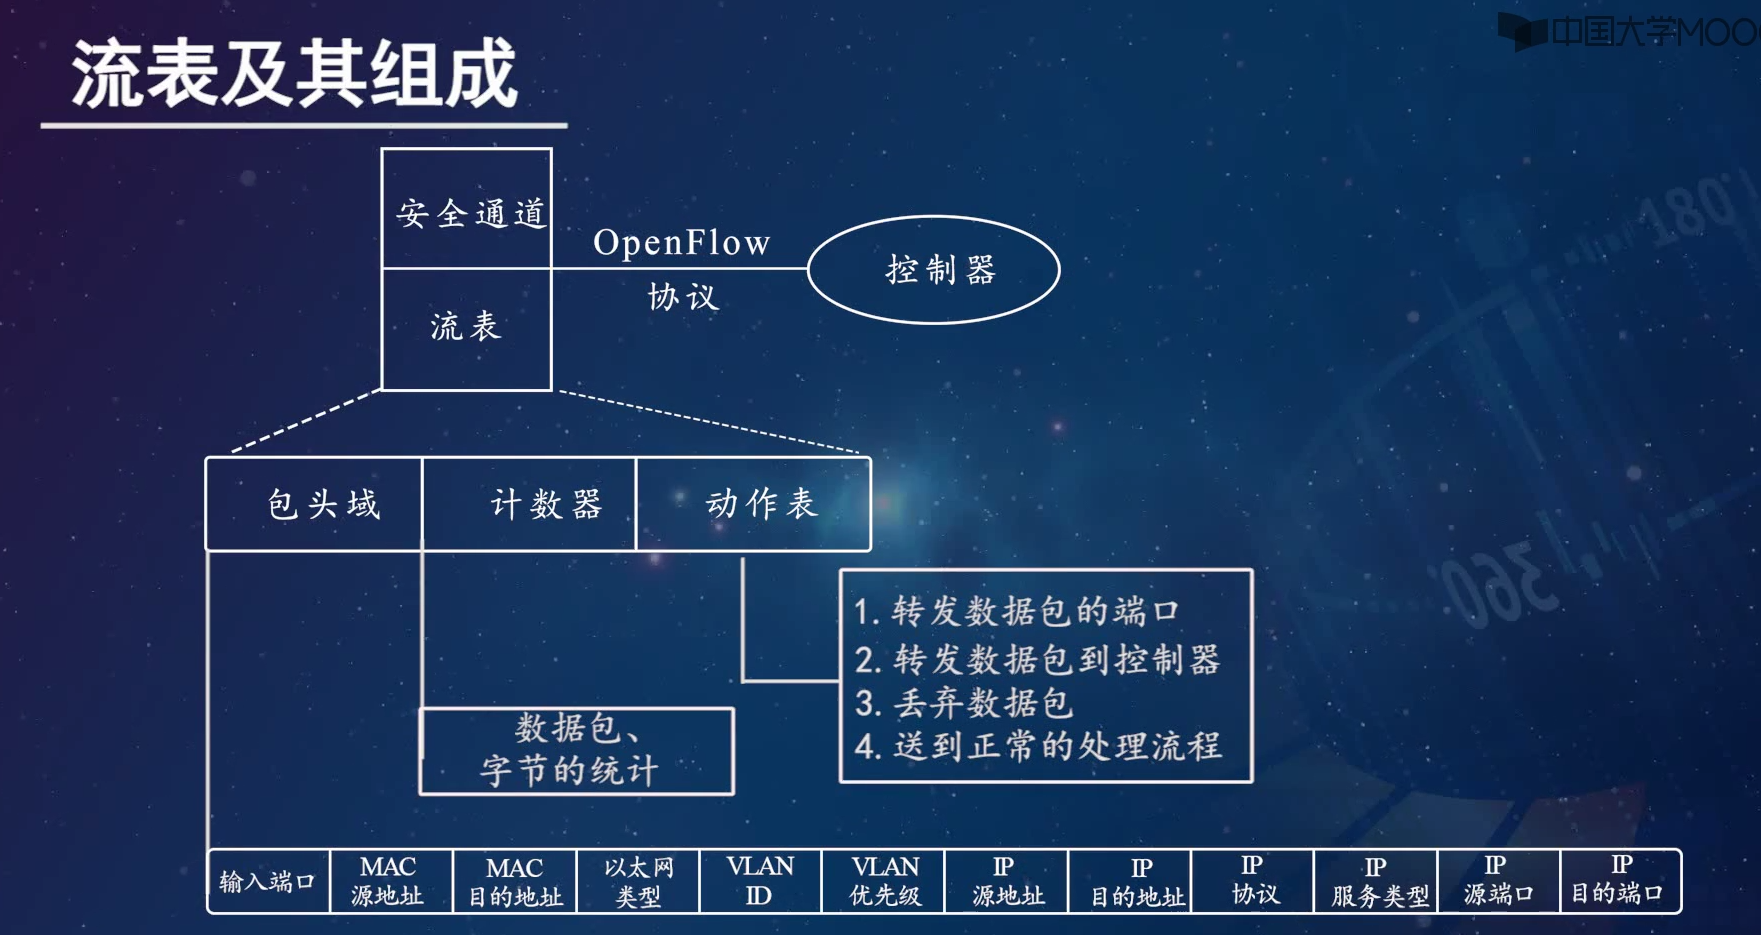 中国大学MOO
流表及其组成
安全通道
OpenFlow
协议
控制器
流表
包头域
计数器
动作表
1. 转发数据包的端口
2. 转发数据包到控制器
3. 丢弃数据包
4. 送到正常的处理流程
数据包、
字节的统计
输入端口
MAC
源地址
MAC
目的地址
以太网
类型
VLAN
ID
VLAN
优先级
IP
源地址
IP
目的地址
IP
协议
IP
服务类型
IP
源端口
IP
目的端口
180
360